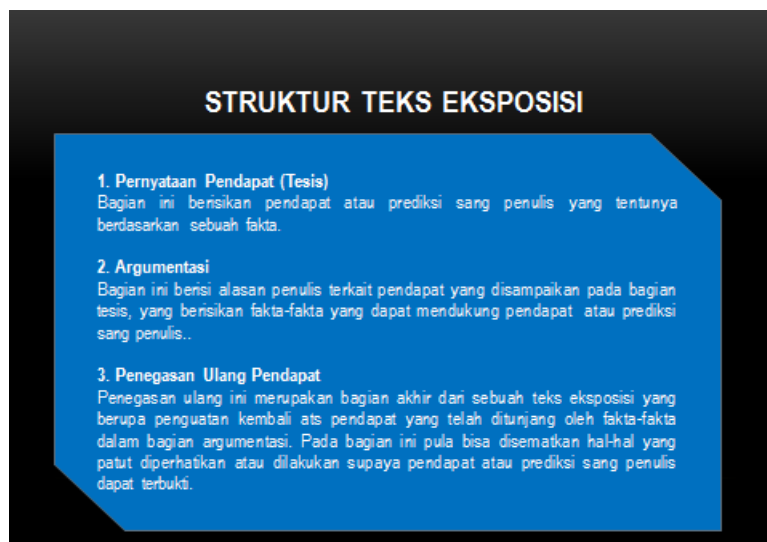 STRUKTUR TEKS EKSPOSISI
1. Pernyataan Pendapat (Tesis)
Bagian ini berisikan pendapat atau prediksi sang penulis yang tentunya
berdasarkan sebuah fakta.
2. Argumentasi
Bagian ini berisi alasan penulis terkait pendapat yang disampaikan pada bagian
tesis, yang berisikan fakta-fakta yang dapat mendukung pendapat atau prediksi
sang penulis..
3. Penegasan Ulang Pendapat
Penegasan ulang ini merupakan bagian akhir dari sebuah teks eksposisi yang
berupa penguatan kembali ats pendapat yang telah ditunjang oleh fakta-fakta
dalam bagian argumentasi. Pada bagian ini pula bisa disematkan hal-hal yang
patut diperhatikan atau dilakukan supaya pendapat atau prediksi sang penulis
dapat terbukti.